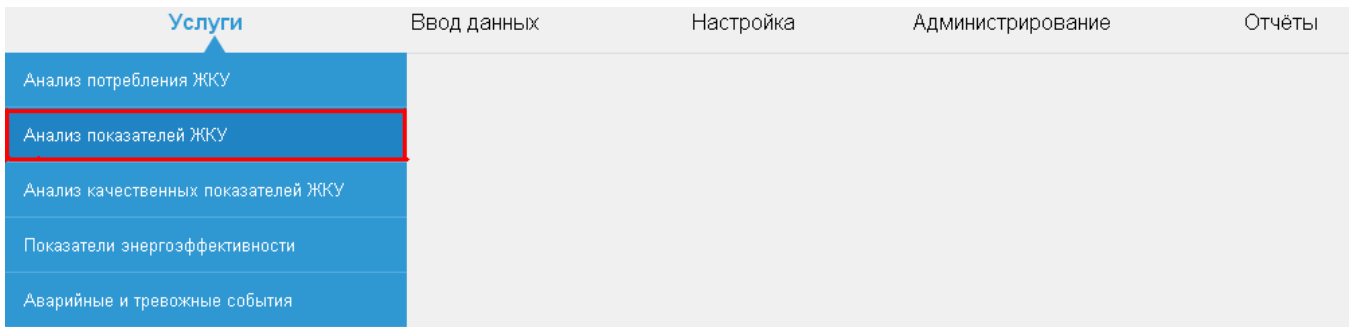 Услуги Ввод данных Настройка Администрирование Отчёты
Анализ потребления ЖКУ
Анализ показателей ЖКУ
Анализ качественных показателей ЖКУ
Показатели энергоэффективности
Аварийные и тревожные события